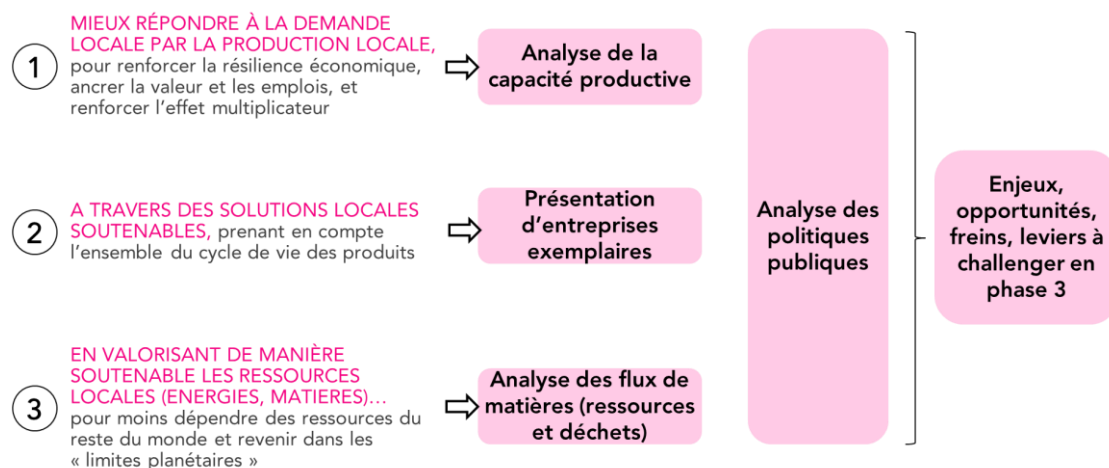 1
MIEUX RÉPONDRE À LA DEMANDE
LOCALE PAR LA PRODUCTION LOCALE,
pour renforcer la résilience économique,
ancrer la valeur et les emplois, et
renforcer l’effet multiplicateur
Analyse de la
capacité productive
2
A TRAVERS DES SOLUTIONS LOCALES
SOUTENABLES, prenant en compte
l’ensemble du cycle de vie des produits
Présentation
d’entreprises
exemplaires
3
EN VALORISANT DE MANIÈRE
SOUTENABLE LES RESSOURCES
LOCALES (ENERGIES, MATIERES)…
pour moins dépendre des ressources du
reste du monde et revenir dans les
« limites planétaires »
Analyse des flux de
matières (ressources
et déchets)
Analyse des
politiques
publiques
Enjeux,
opportunités,
freins, leviers à
challenger en
phase 3